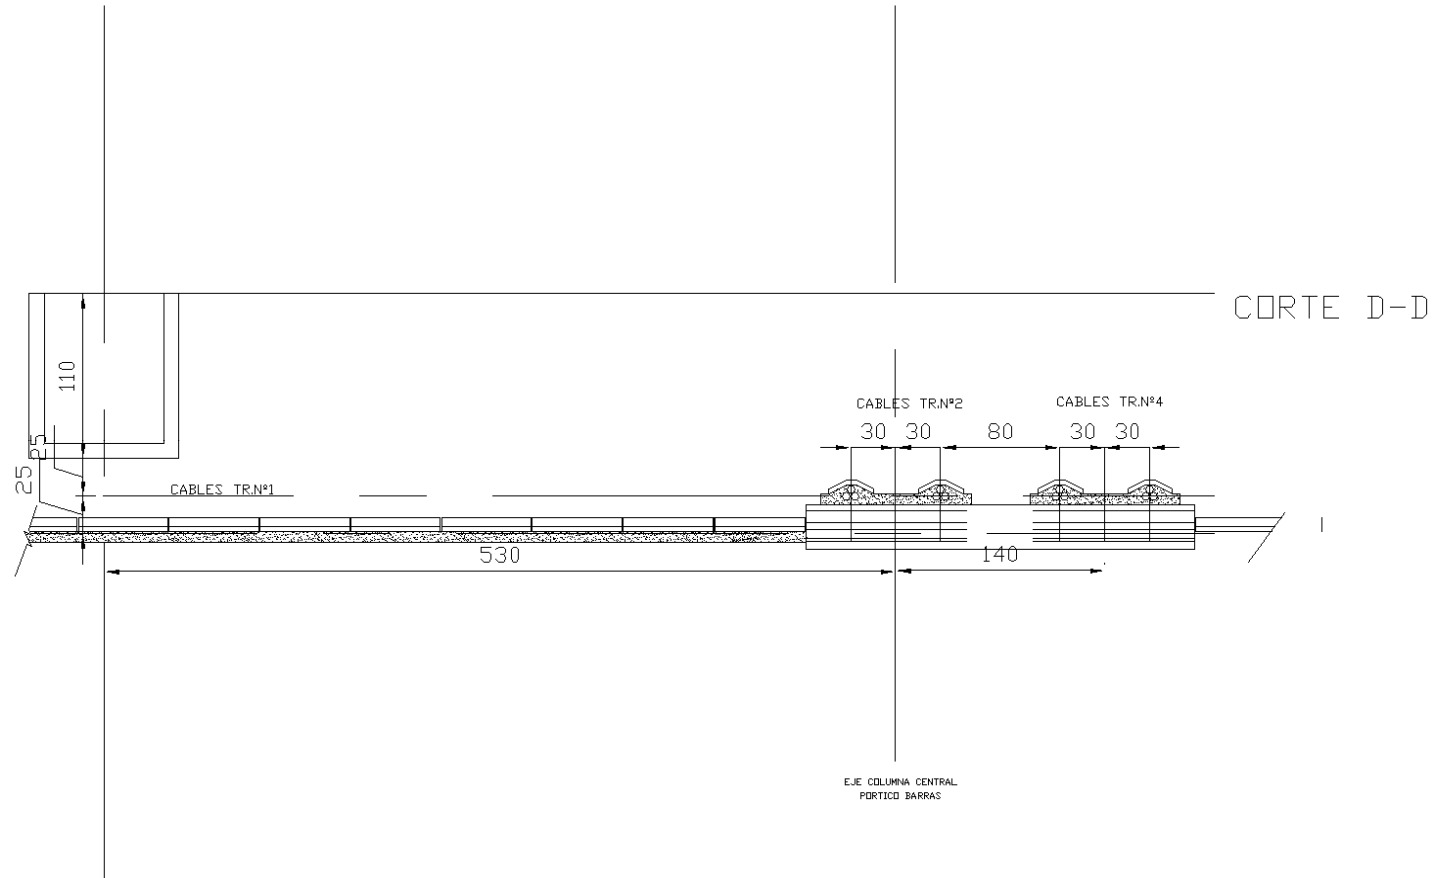 CORTE D-D
110
CABLES TR.Nº2
CABLES TR.Nº4
30 30 80 30 30
25
25
CABLES TR.Nº1
530
140
EJE COLUMNA CENTRAL
PORTICO BARRAS